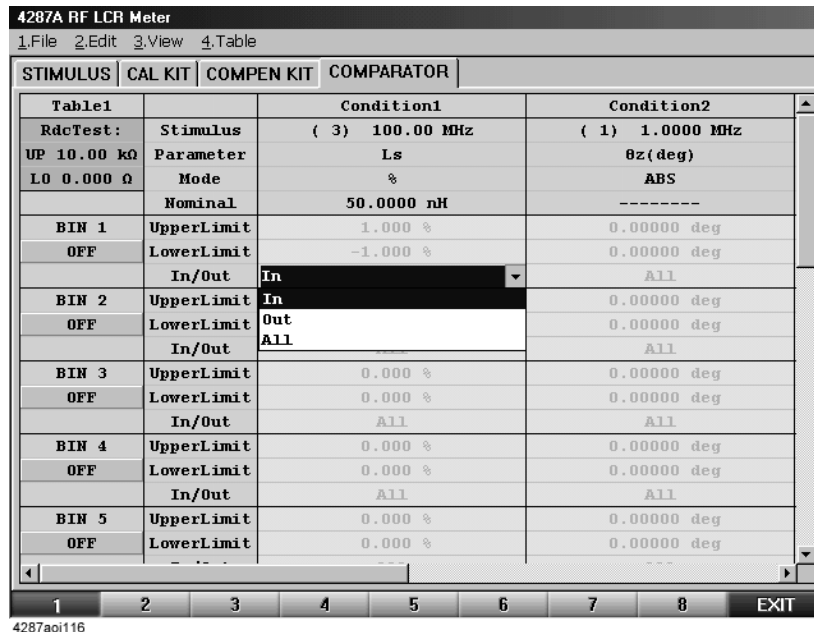 4287A RF LCR Meter
1.File 2.Edit 3.View 4.Table
STIMULUS CAL KIT COMPEN KIT COMPARATOR
Table1 Condition1 Condition2
RdcTest: Stimulus ( 3) 100.00 MHz ( 1) 1.0000 MHz
UP 10.00 kΩ Parameter Ls θz(deg)
LO 0.000 Ω Mode % ABS
Nominal 50.0000 nH --------
BIN 1 UpperLimit 1.000 % 0.00000 deg
OFF LowerLimit -1.000 % 0.00000 deg
In/Out In All
BIN 2 UpperLimit In 0.00000 deg
OFF LowerLimit Out 0.00000 deg
In/Out All All
BIN 3 UpperLimit 0.000 % 0.00000 deg
OFF LowerLimit 0.000 % 0.00000 deg
In/Out All All
BIN 4 UpperLimit 0.000 % 0.00000 deg
OFF LowerLimit 0.000 % 0.00000 deg
In/Out All All
BIN 5 UpperLimit 0.000 % 0.00000 deg
OFF LowerLimit 0.000 % 0.00000 deg
1 2 3 4 5 6 7 8 EXIT
4287aoj116